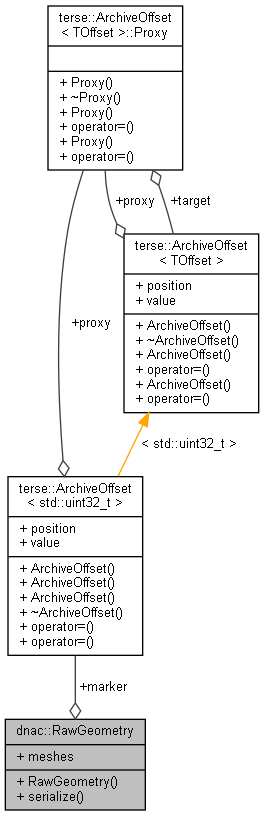 terse::ArchiveOffset
< TOffset >::Proxy
+ Proxy()
+ ~Proxy()
+ Proxy()
+ operator=()
+ Proxy()
+ operator=()
+proxy
+target
terse::ArchiveOffset
< TOffset >
+ position
+ value
+ ArchiveOffset()
+ ~ArchiveOffset()
+ ArchiveOffset()
+ operator=()
+ ArchiveOffset()
+ operator=()
+proxy
< std::uint32_t >
terse::ArchiveOffset
< std::uint32_t >
+ position
+ value
+ ArchiveOffset()
+ ArchiveOffset()
+ ArchiveOffset()
+ ~ArchiveOffset()
+ operator=()
+ operator=()
+marker
dnac::RawGeometry
+ meshes
+ RawGeometry()
+ serialize()